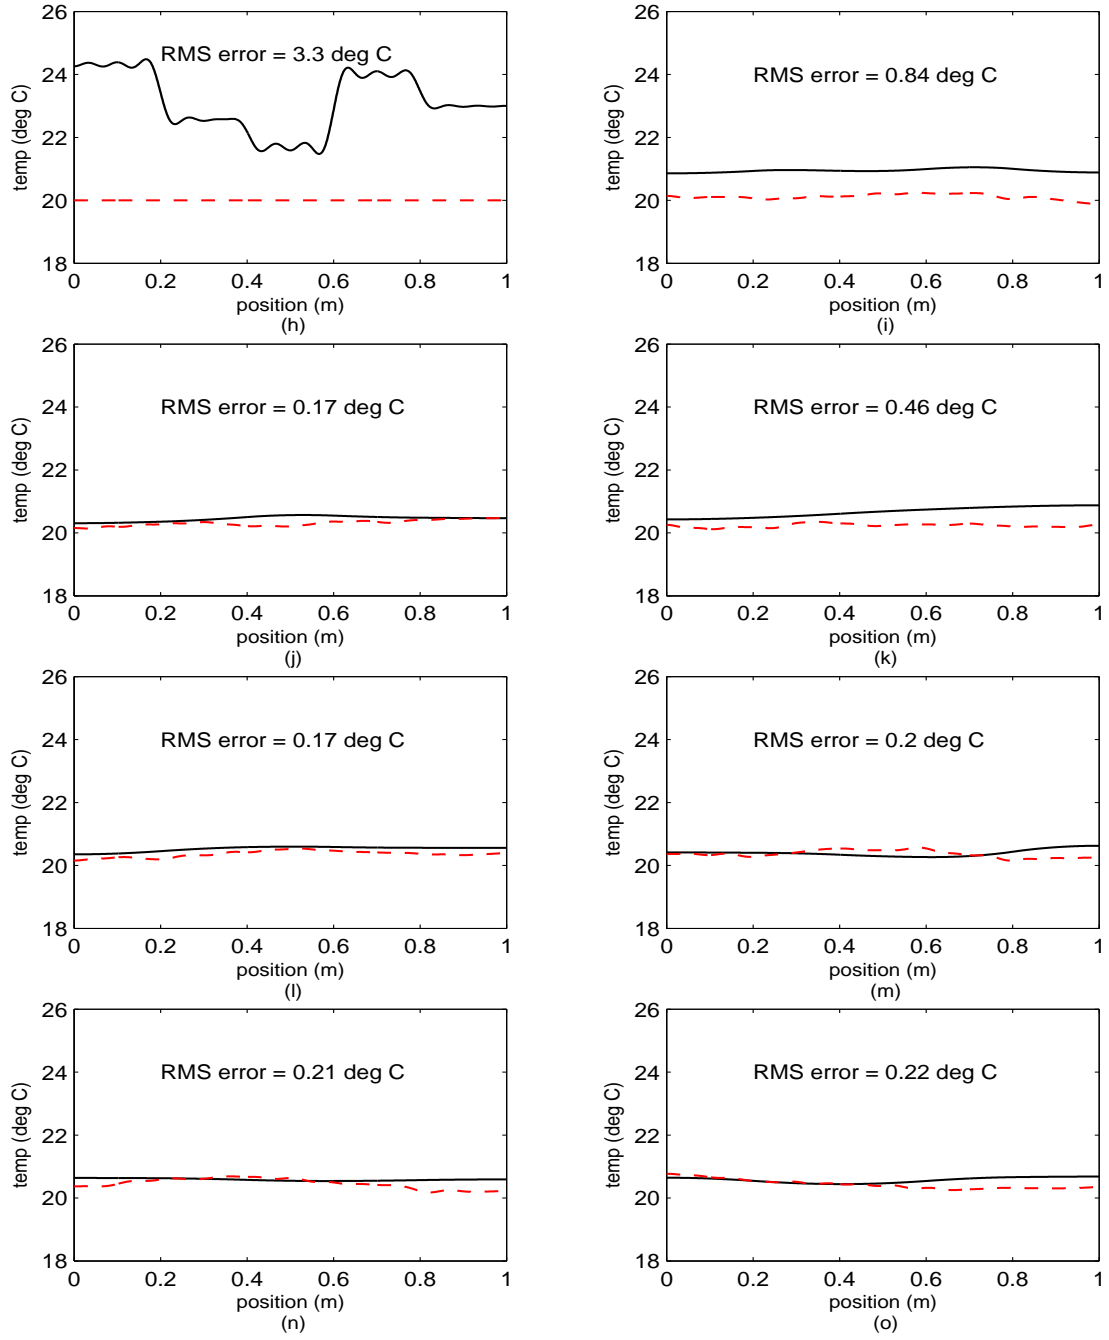 26
24
22
20
18
temp (deg C)
RMS error = 3.3 deg C
0 0.2 0.4 0.6 0.8 1
position (m)
(h)
26
24
22
20
18
temp (deg C)
RMS error = 0.84 deg C
0 0.2 0.4 0.6 0.8 1
position (m)
(i)
26
24
22
20
18
temp (deg C)
RMS error = 0.17 deg C
0 0.2 0.4 0.6 0.8 1
position (m)
(j)
26
24
22
20
18
temp (deg C)
RMS error = 0.46 deg C
0 0.2 0.4 0.6 0.8 1
position (m)
(k)
26
24
22
20
18
temp (deg C)
RMS error = 0.17 deg C
0 0.2 0.4 0.6 0.8 1
position (m)
(l)
26
24
22
20
18
temp (deg C)
RMS error = 0.2 deg C
0 0.2 0.4 0.6 0.8 1
position (m)
(m)
26
24
22
20
18
temp (deg C)
RMS error = 0.21 deg C
0 0.2 0.4 0.6 0.8 1
position (m)
(n)
26
24
22
20
18
temp (deg C)
RMS error = 0.22 deg C
0 0.2 0.4 0.6 0.8 1
position (m)
(o)